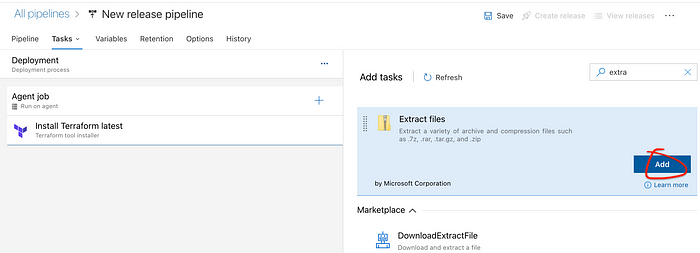 All pipelines > New release pipeline
Save Create release View releases ...
Pipeline Tasks Variables Retention Options History
Deployment
Deployment process
...
Agent job
Run on agent
+
Install Terraform latest
Terraform tool installer
Add tasks Refresh
extra
Extract files
Extract a variety of archive and compression files such
as .7z, .rar, .tar.gz, and .zip
Add
by Microsoft Corporation
Learn more
Marketplace
DownloadExtractFile
Download and extract a file